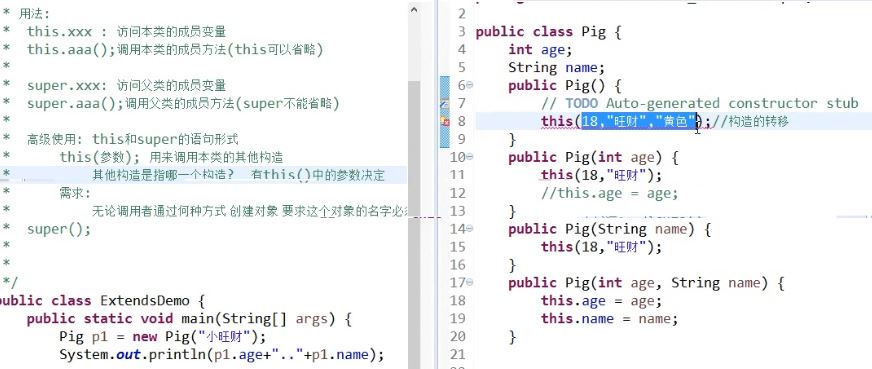 * 用法:
* this.xxx : 访问本类的成员变量
* this.aaa();调用本类的成员方法(this可以省略)
*
* super.xxx: 访问父类的成员变量
* super.aaa();调用父类的成员方法(super不能省略)
*
* 高级使用: this和super的语句形式
* this(参数); 用来调用本类的其他构造
* 其他构造是指哪一个构造? 有this()中的参数决定
* 需求:
* 无论调用者通过何种方式 创建对象 要求这个对象的名字必
* super();
*
*
*/
public class ExtendsDemo {
public static void main(String[] args) {
Pig p1 = new Pig("小旺财");
System.out.println(p1.age+".."+p1.name);
2
3 public class Pig {
4 int age;
5 String name;
6 public Pig() {
7 // TODO Auto-generated constructor stub
8 this(18,"旺财","黄色");//构造的转移
9 }
10 public Pig(int age) {
11 this(18,"旺财");
12 //this.age = age;
13 }
14 public Pig(String name) {
15 this(18,"旺财");
16 }
17 public Pig(int age, String name) {
18 this.age = age;
19 this.name = name;
20 }
21